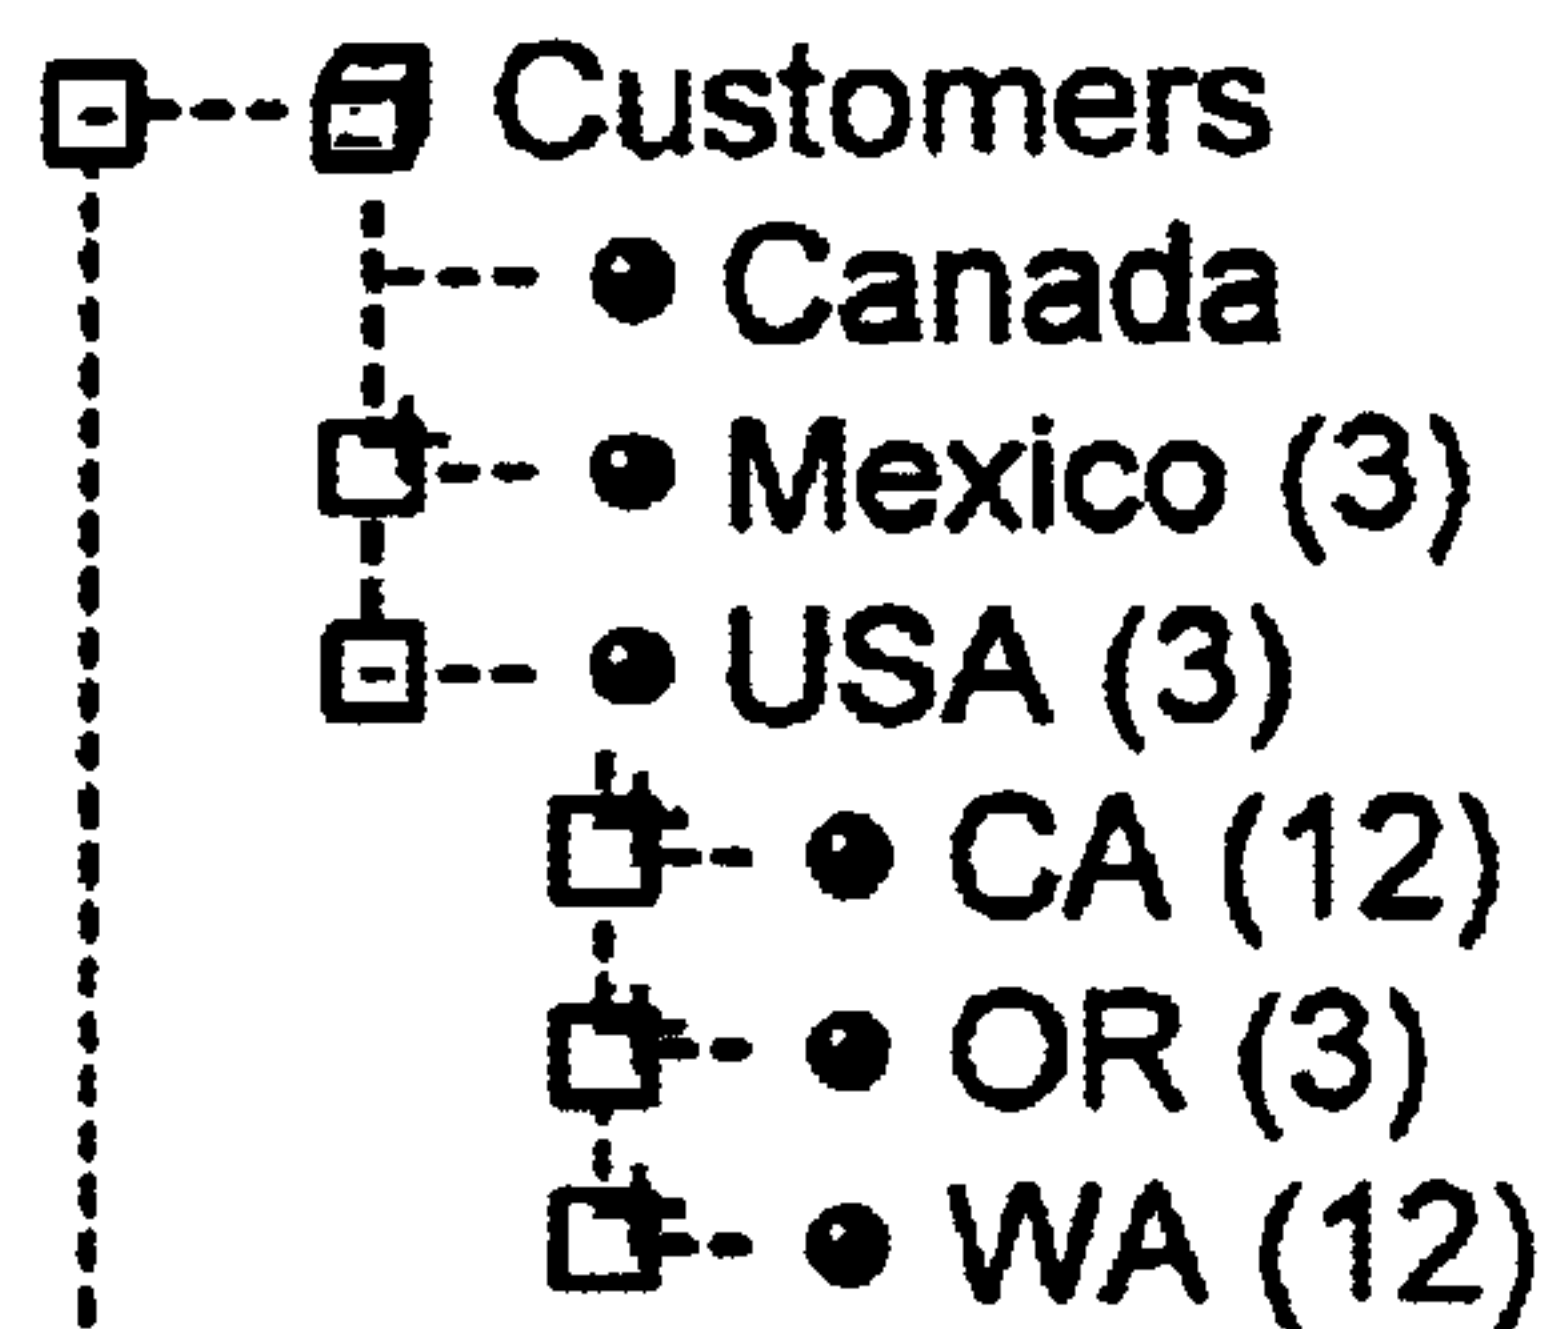 Customers
Canada
Mexico (3)
USA (3)
CA (12)
OR (3)
WA (12)